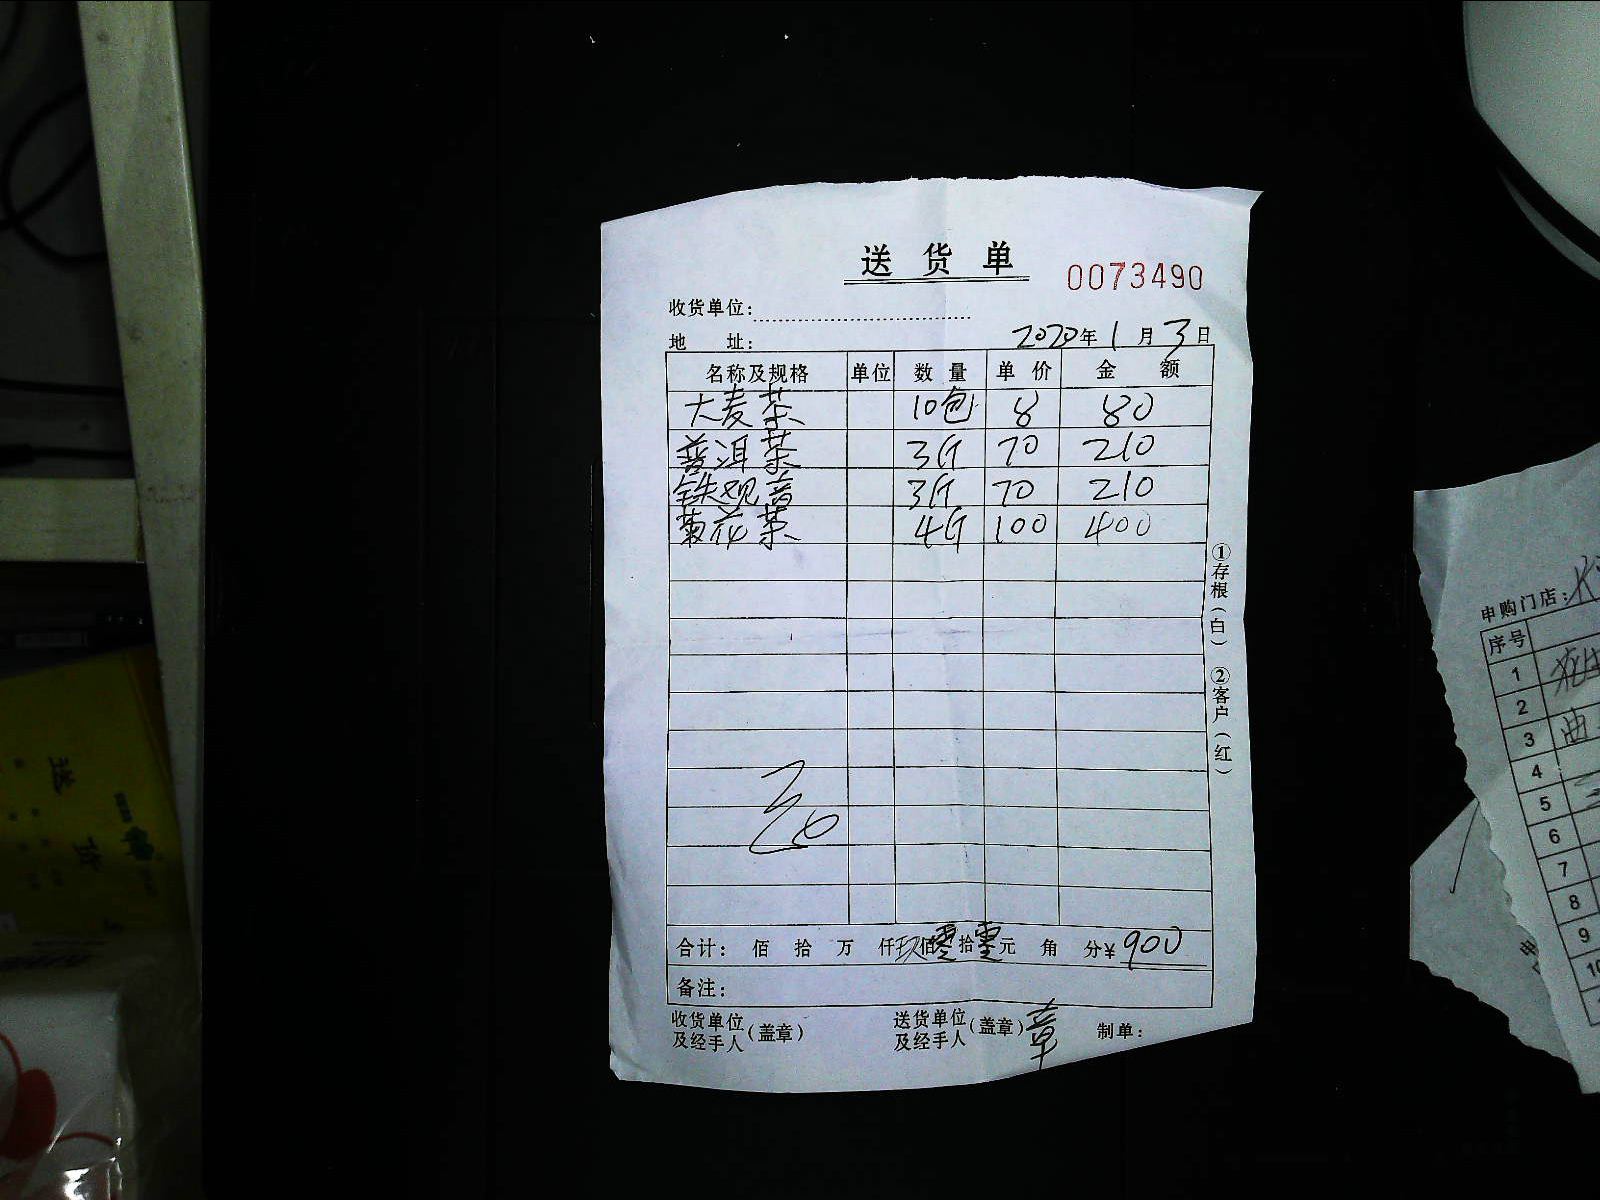 送货单
0073490
收货单位:
地 址:
2020年1月3日
名称及规格 单位 数量 单价 金额
大麦茶 10包 8 80
普洱茶 3斤 70 210
铁观音 3斤 70 210
菊花茶 4斤 100 400
①存根(白) ②客户(红)
合计: 佰 拾 万 仟玖佰零拾零元 角 分¥900
备注:
收货单位及经手人(盖章) 送货单位及经手人(盖章)章 制单:
申购门店:
序号
1
2
3
4
5
6
7
8
9
10
送
货